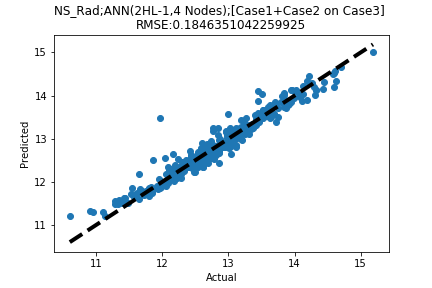 NS_Rad;ANN(2HL-1,4 Nodes);[Case1+Case2 on Case3]
RMSE:0.1846351042259925
15
14
13
12
11
Predicted
11
12
13
14
15
Actual